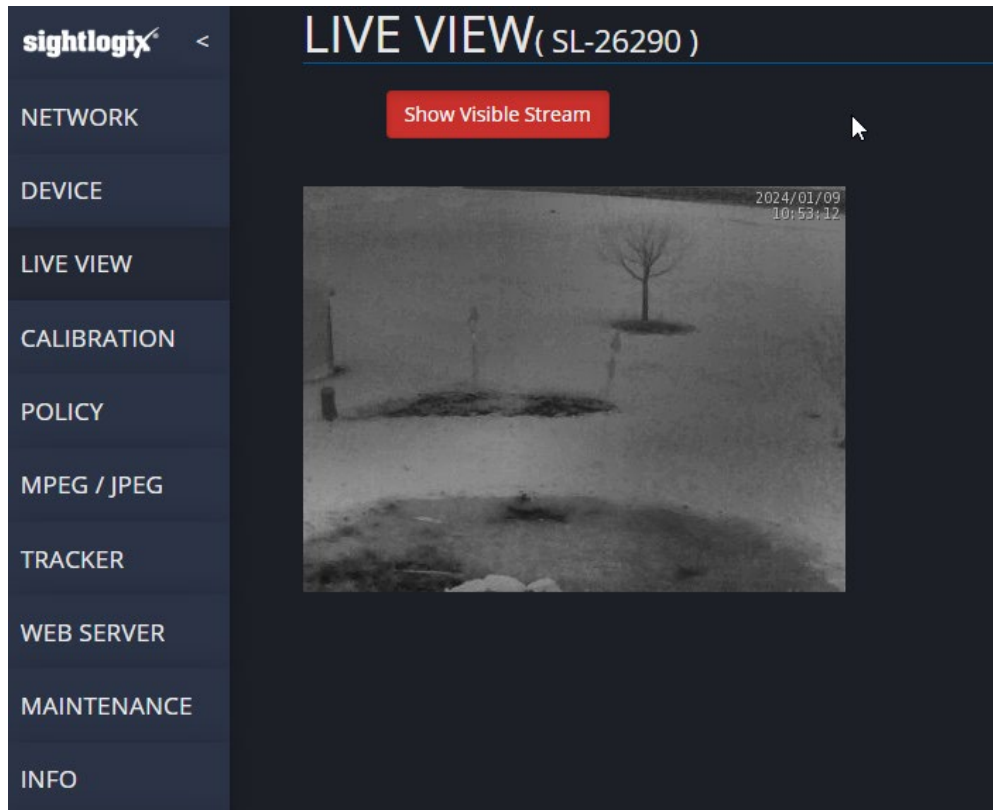 sightlogix® <
LIVE VIEW( SL-26290 )
NETWORK
DEVICE
LIVE VIEW
CALIBRATION
POLICY
MPEG / JPEG
TRACKER
WEB SERVER
MAINTENANCE
INFO
Show Visible Stream
2024/01/09
10:53:12